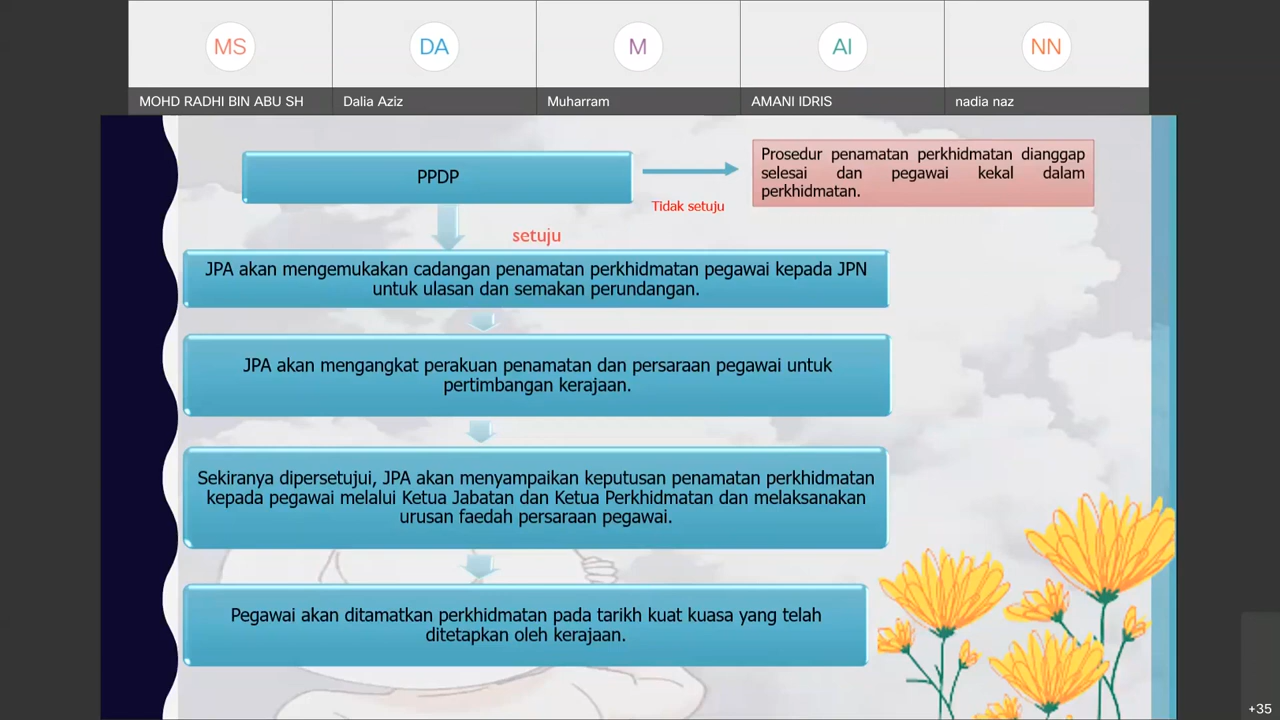 MS
DA
M
AI
NN
MOHD RADHI BIN ABU SH
Dalia Aziz
Muharram
AMANI IDRIS
nadia naz
PPDP
Tidak setuju
Prosedur penamatan perkhidmatan dianggap
selesai dan pegawai kekal dalam
perkhidmatan.
setuju
JPA akan mengemukakan cadangan penamatan perkhidmatan pegawai kepada JPN
untuk ulasan dan semakan perundangan.
JPA akan mengangkat perakuan penamatan dan persaraan pegawai untuk
pertimbangan kerajaan.
Sekiranya dipersetujui, JPA akan menyampaikan keputusan penamatan perkhidmatan
kepada pegawai melalui Ketua Jabatan dan Ketua Perkhidmatan dan melaksanakan
urusan faedah persaraan pegawai.
Pegawai akan ditamatkan perkhidmatan pada tarikh kuat kuasa yang telah
ditetapkan oleh kerajaan.
+35